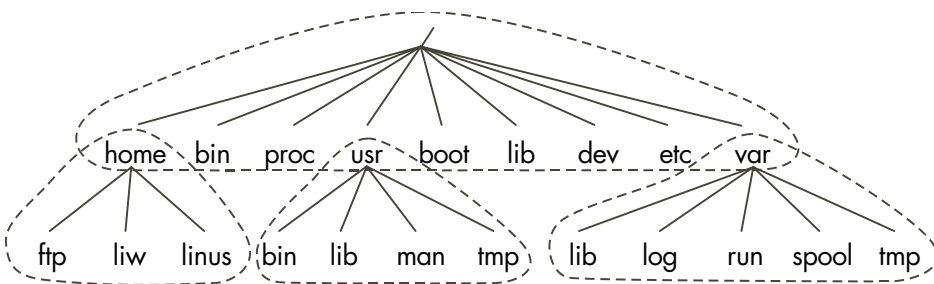 /
home bin proc usr boot lib dev etc var
ftp liw linus bin lib man tmp lib log run spool tmp